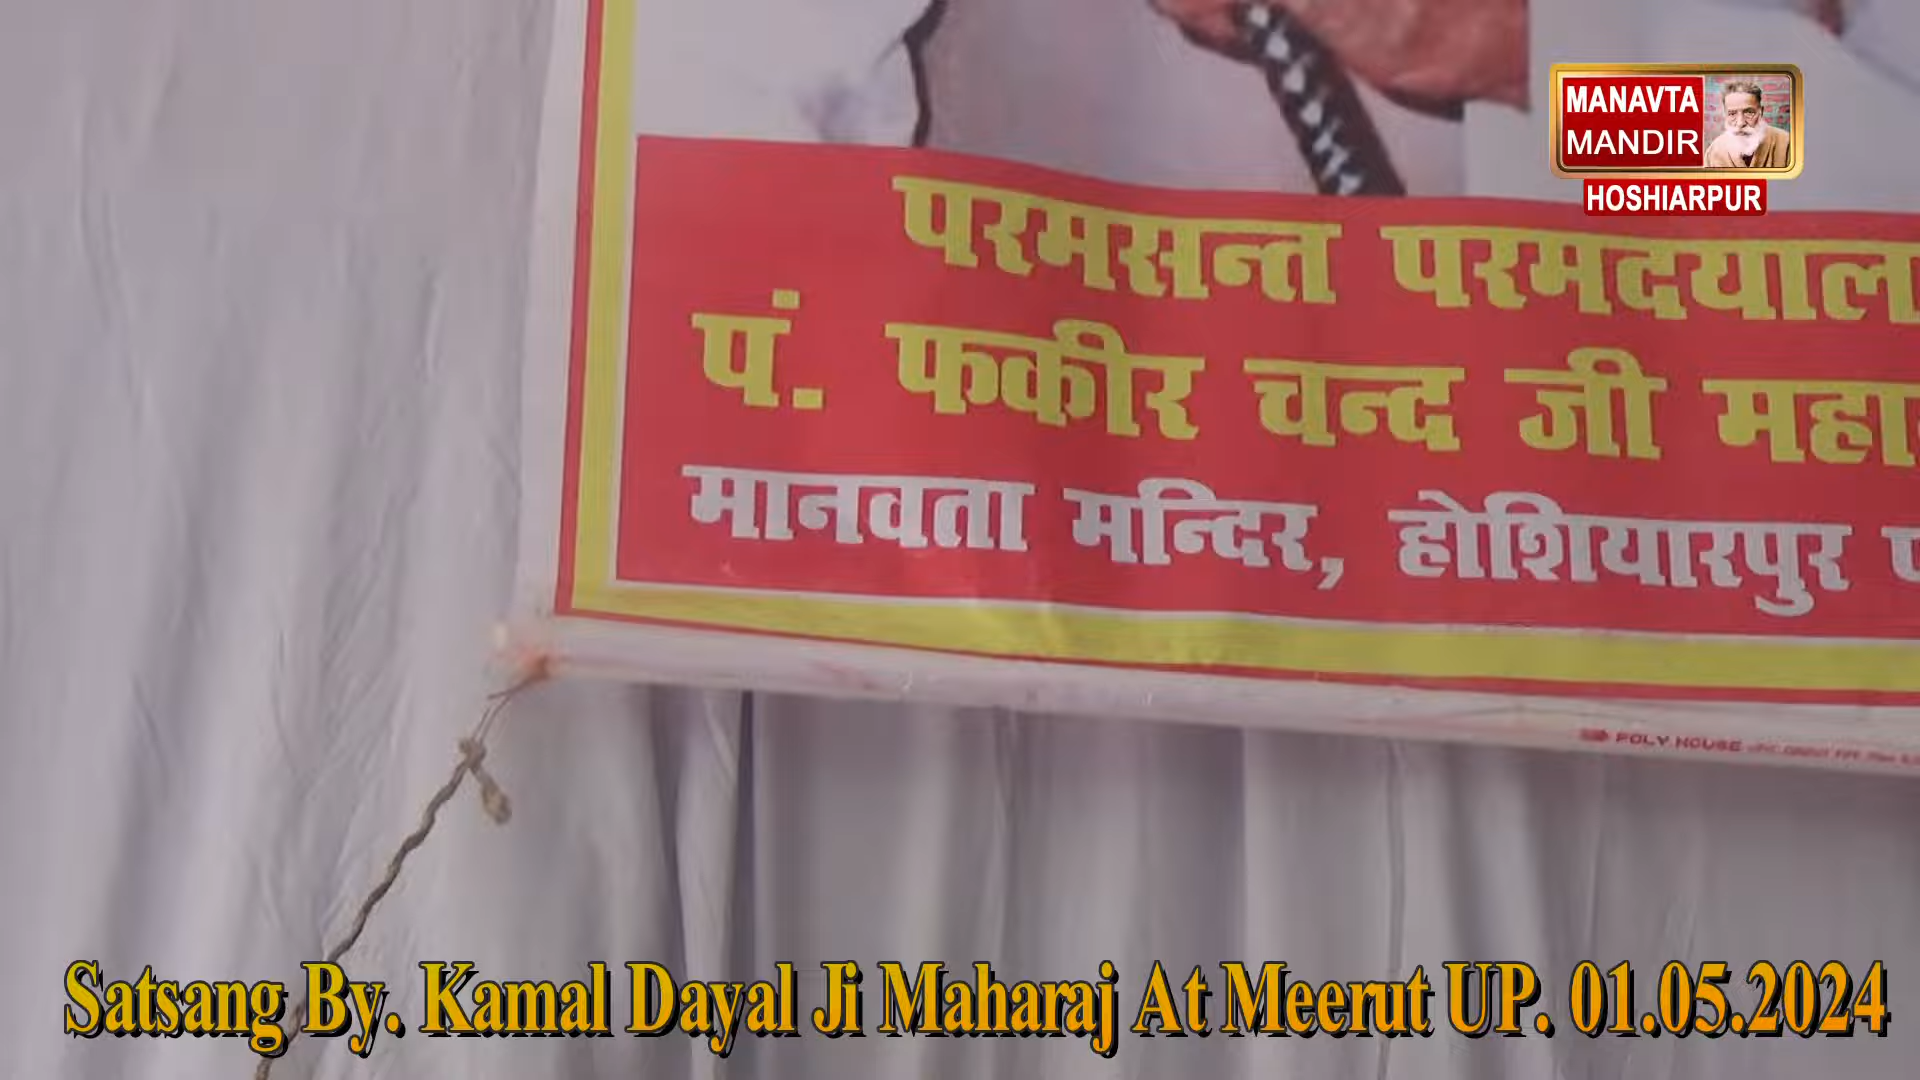 MANAVTA
MANDIR
HOSHIARPUR
परमसन्त परमदयाल
पं. फकीर चन्द जी महा
मानवता मन्दिर, होशियारपुर
POLY HOUSE
Satsang By. Kamal Dayal Ji Maharaj At Meerut UP. 01.05.2024